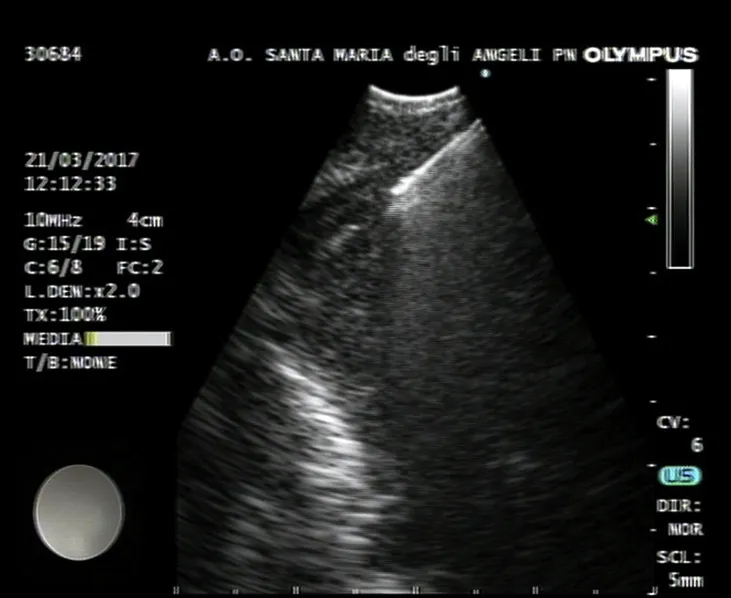 30684 A.O. SANTA MARIA degli ANGELI PN OLYMPUS
21/03/2017
12:12:33
10MHz 4cm
G:15/19 I:S
C:6/8 FC:2
L.DEN:x2.0
TX:100%
MEDIA
T/B:NONE
CV:
6
US
DIR:
NOR
SCL:
5mm